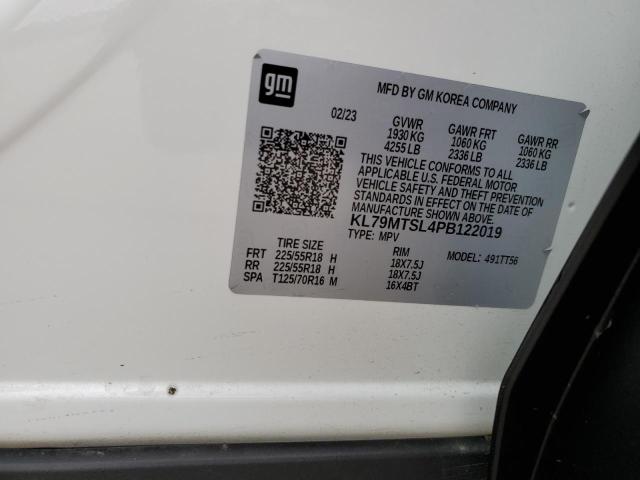 gm
MFD BY GM KOREA COMPANY
02/23 GVWR GAWR FRT GAWR RR
1930 KG 1060 KG 1060 KG
4255 LB 2336 LB 2336 LB
THIS VEHICLE CONFORMS TO ALL
APPLICABLE U.S. FEDERAL MOTOR
VEHICLE SAFETY AND THEFT PREVENTION
STANDARDS IN EFFECT ON THE DATE OF
MANUFACTURE SHOWN ABOVE.
KL79MTSL4PB122019
TYPE: MPV
TIRE SIZE RIM MODEL: 491TT56
FRT 225/55R18 H 18X7.5J
RR 225/55R18 H 18X7.5J
SPA T125/70R16 M 16X4BT